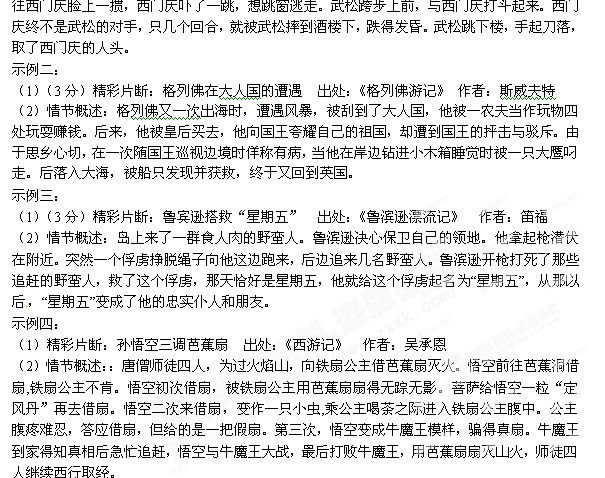 往西门庆脸上一掼，西门庆吓了一跳，想跳窗逃走。武松跨步上前，与西门庆打斗起来。西门
庆终不是武松的对手，只几个回合，就被武松摔到酒楼下，跌得发昏。武松跳下楼，手起刀落，
取了西门庆的人头。
示例二：
（1）（3 分）精彩片断：格列佛在大人国的遭遇 出处：《格列佛游记》 作者：斯威夫特
（2）情节概述：格列佛又一次出海时，遭遇风暴，被刮到了大人国，他被一农夫当作玩物四
处玩耍赚钱。后来，他被皇后买去，他向国王夸耀自己的祖国，却遭到国王的抨击与驳斥。由
于思乡心切，在一次随国王巡视边境时佯称有病，当他在岸边钻进小木箱睡觉时被一只大鹰叼
走。后落入大海，被船只发现并获救，终于又回到英国。
示例三：
（1）（3 分）精彩片断：鲁宾逊搭救“星期五” 出处：《鲁滨逊漂流记》 作者：笛福
（2）情节概述：岛上来了一群食人肉的野蛮人。鲁滨逊决心保卫自己的领地。他拿起枪潜伏
在附近。突然一个俘虏挣脱绳子向他这边跑来，后边追来几名野蛮人。鲁滨逊开枪打死了那些
追赶的野蛮人，救了这个俘虏，那天恰好是星期五，他就给这个俘虏起名为“星期五”，从那以
后，“星期五”变成了他的忠实仆人和朋友。
示例四：
（1）精彩片断：孙悟空三调芭蕉扇 出处：《西游记》 作者：吴承恩
（2）情节概述：：唐僧师徒四人，为过火焰山，向铁扇公主借芭蕉扇灭火。悟空前往芭蕉洞借
扇,铁扇公主不肯。悟空初次借扇，被铁扇公主用芭蕉扇扇得无踪无影。菩萨给悟空一粒“定
风丹”再去借扇。悟空二次来借扇，变作一只小虫,乘公主喝茶之际进入铁扇公主腹中。公主
腹疼难忍，答应借扇，但给的是一把假扇。第三次，悟空变成牛魔王模样，骗得真扇。牛魔王
到家得知真相后急忙追赶，悟空与牛魔王大战，最后打败牛魔王，用芭蕉扇扇灭山火，师徒四
人继续西行取经。